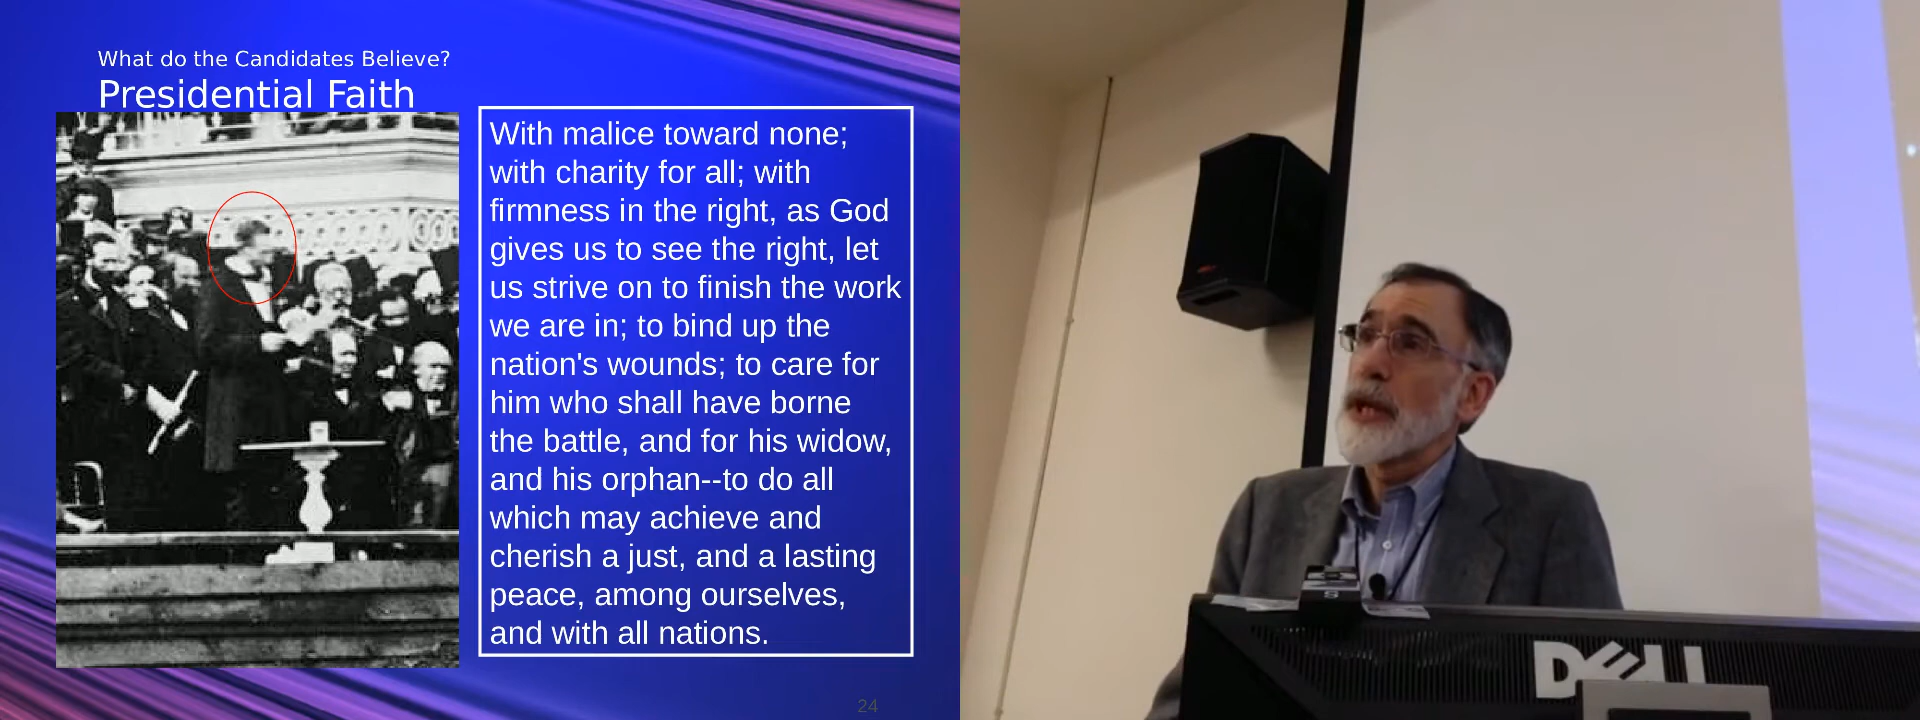 What do the Candidates Believe?
Presidential Faith
With malice toward none;
with charity for all; with
firmness in the right, as God
gives us to see the right, let
us strive on to finish the work
we are in; to bind up the
nation's wounds; to care for
him who shall have borne
the battle, and for his widow,
and his orphan--to do all
which may achieve and
cherish a just, and a lasting
peace, among ourselves,
and with all nations.
24
DELL